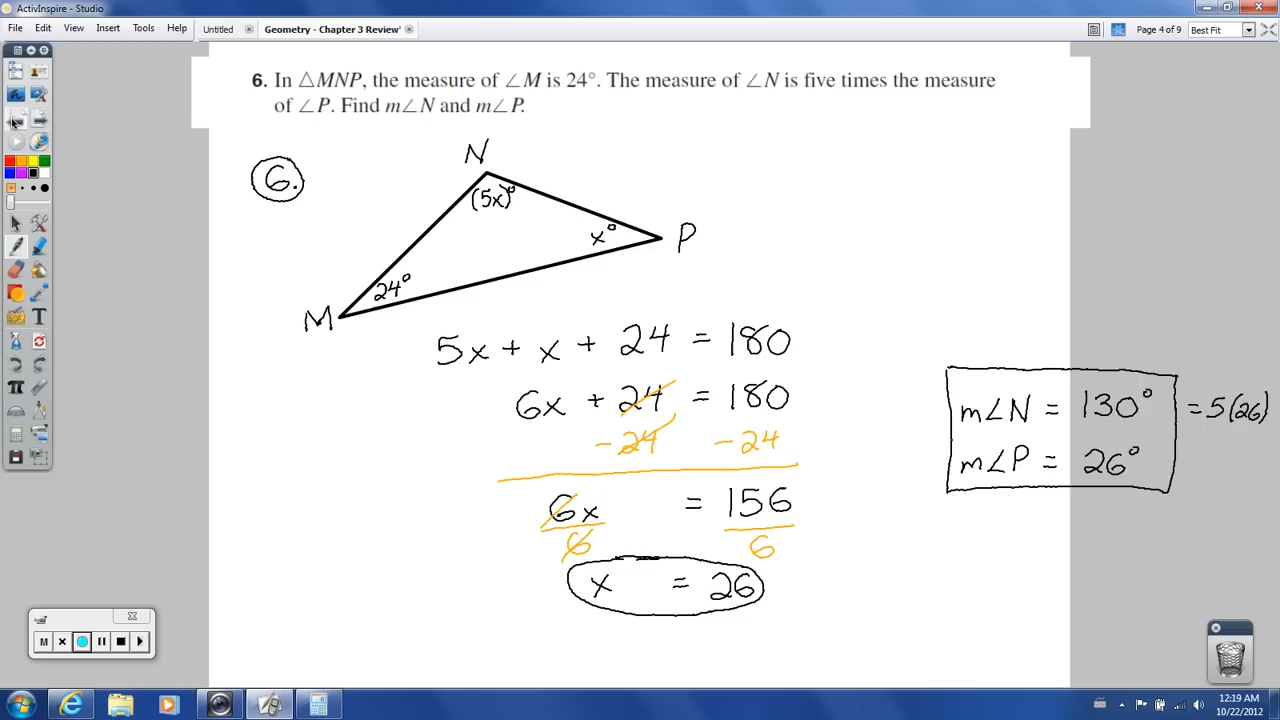 ActivInspire - Studio
File Edit View Insert Tools Help
Untitled
Geometry - Chapter 3 Review*
Page 4 of 9
Best Fit
6. In △MNP, the measure of ∠M is 24°. The measure of ∠N is five times the measure
of ∠P. Find m∠N and m∠P.
6.
N
(5x)°
x°
P
24°
M
5x + x + 24 = 180
6x + 24 = 180
- 24 - 24
6x = 156
6 6
x = 26
m∠N = 130° = 5(26)
m∠P = 26°
T
π
M
12:19 AM
10/22/2012